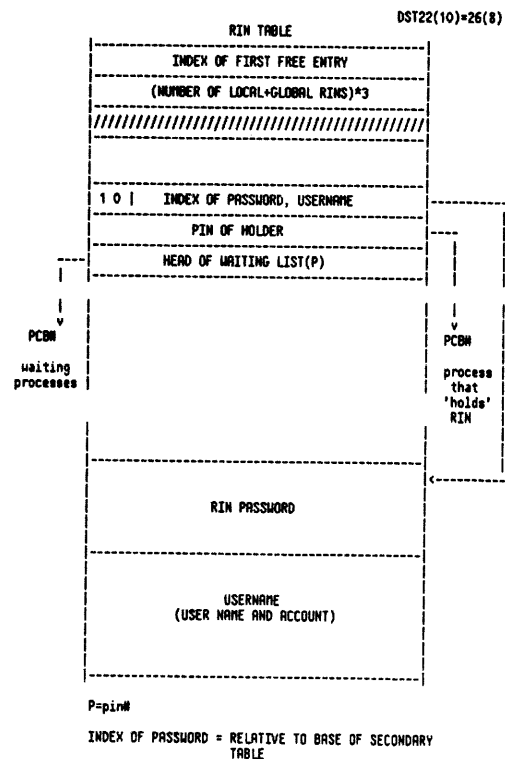 DST22(10)=26(8)
RIN TABLE
INDEX OF FIRST FREE ENTRY
(NUMBER OF LOCAL+GLOBAL RINS)*3
///////////////////////////////////////////////
1 0 | INDEX OF PASSWORD, USERNAME
PIN OF HOLDER
HEAD OF WAITING LIST(P)
PCB#
waiting
processes
PCB#
process
that
'holds'
RIN
RIN PASSWORD
USERNAME
(USER NAME AND ACCOUNT)
P=pin#
INDEX OF PASSWORD = RELATIVE TO BASE OF SECONDARY
TABLE